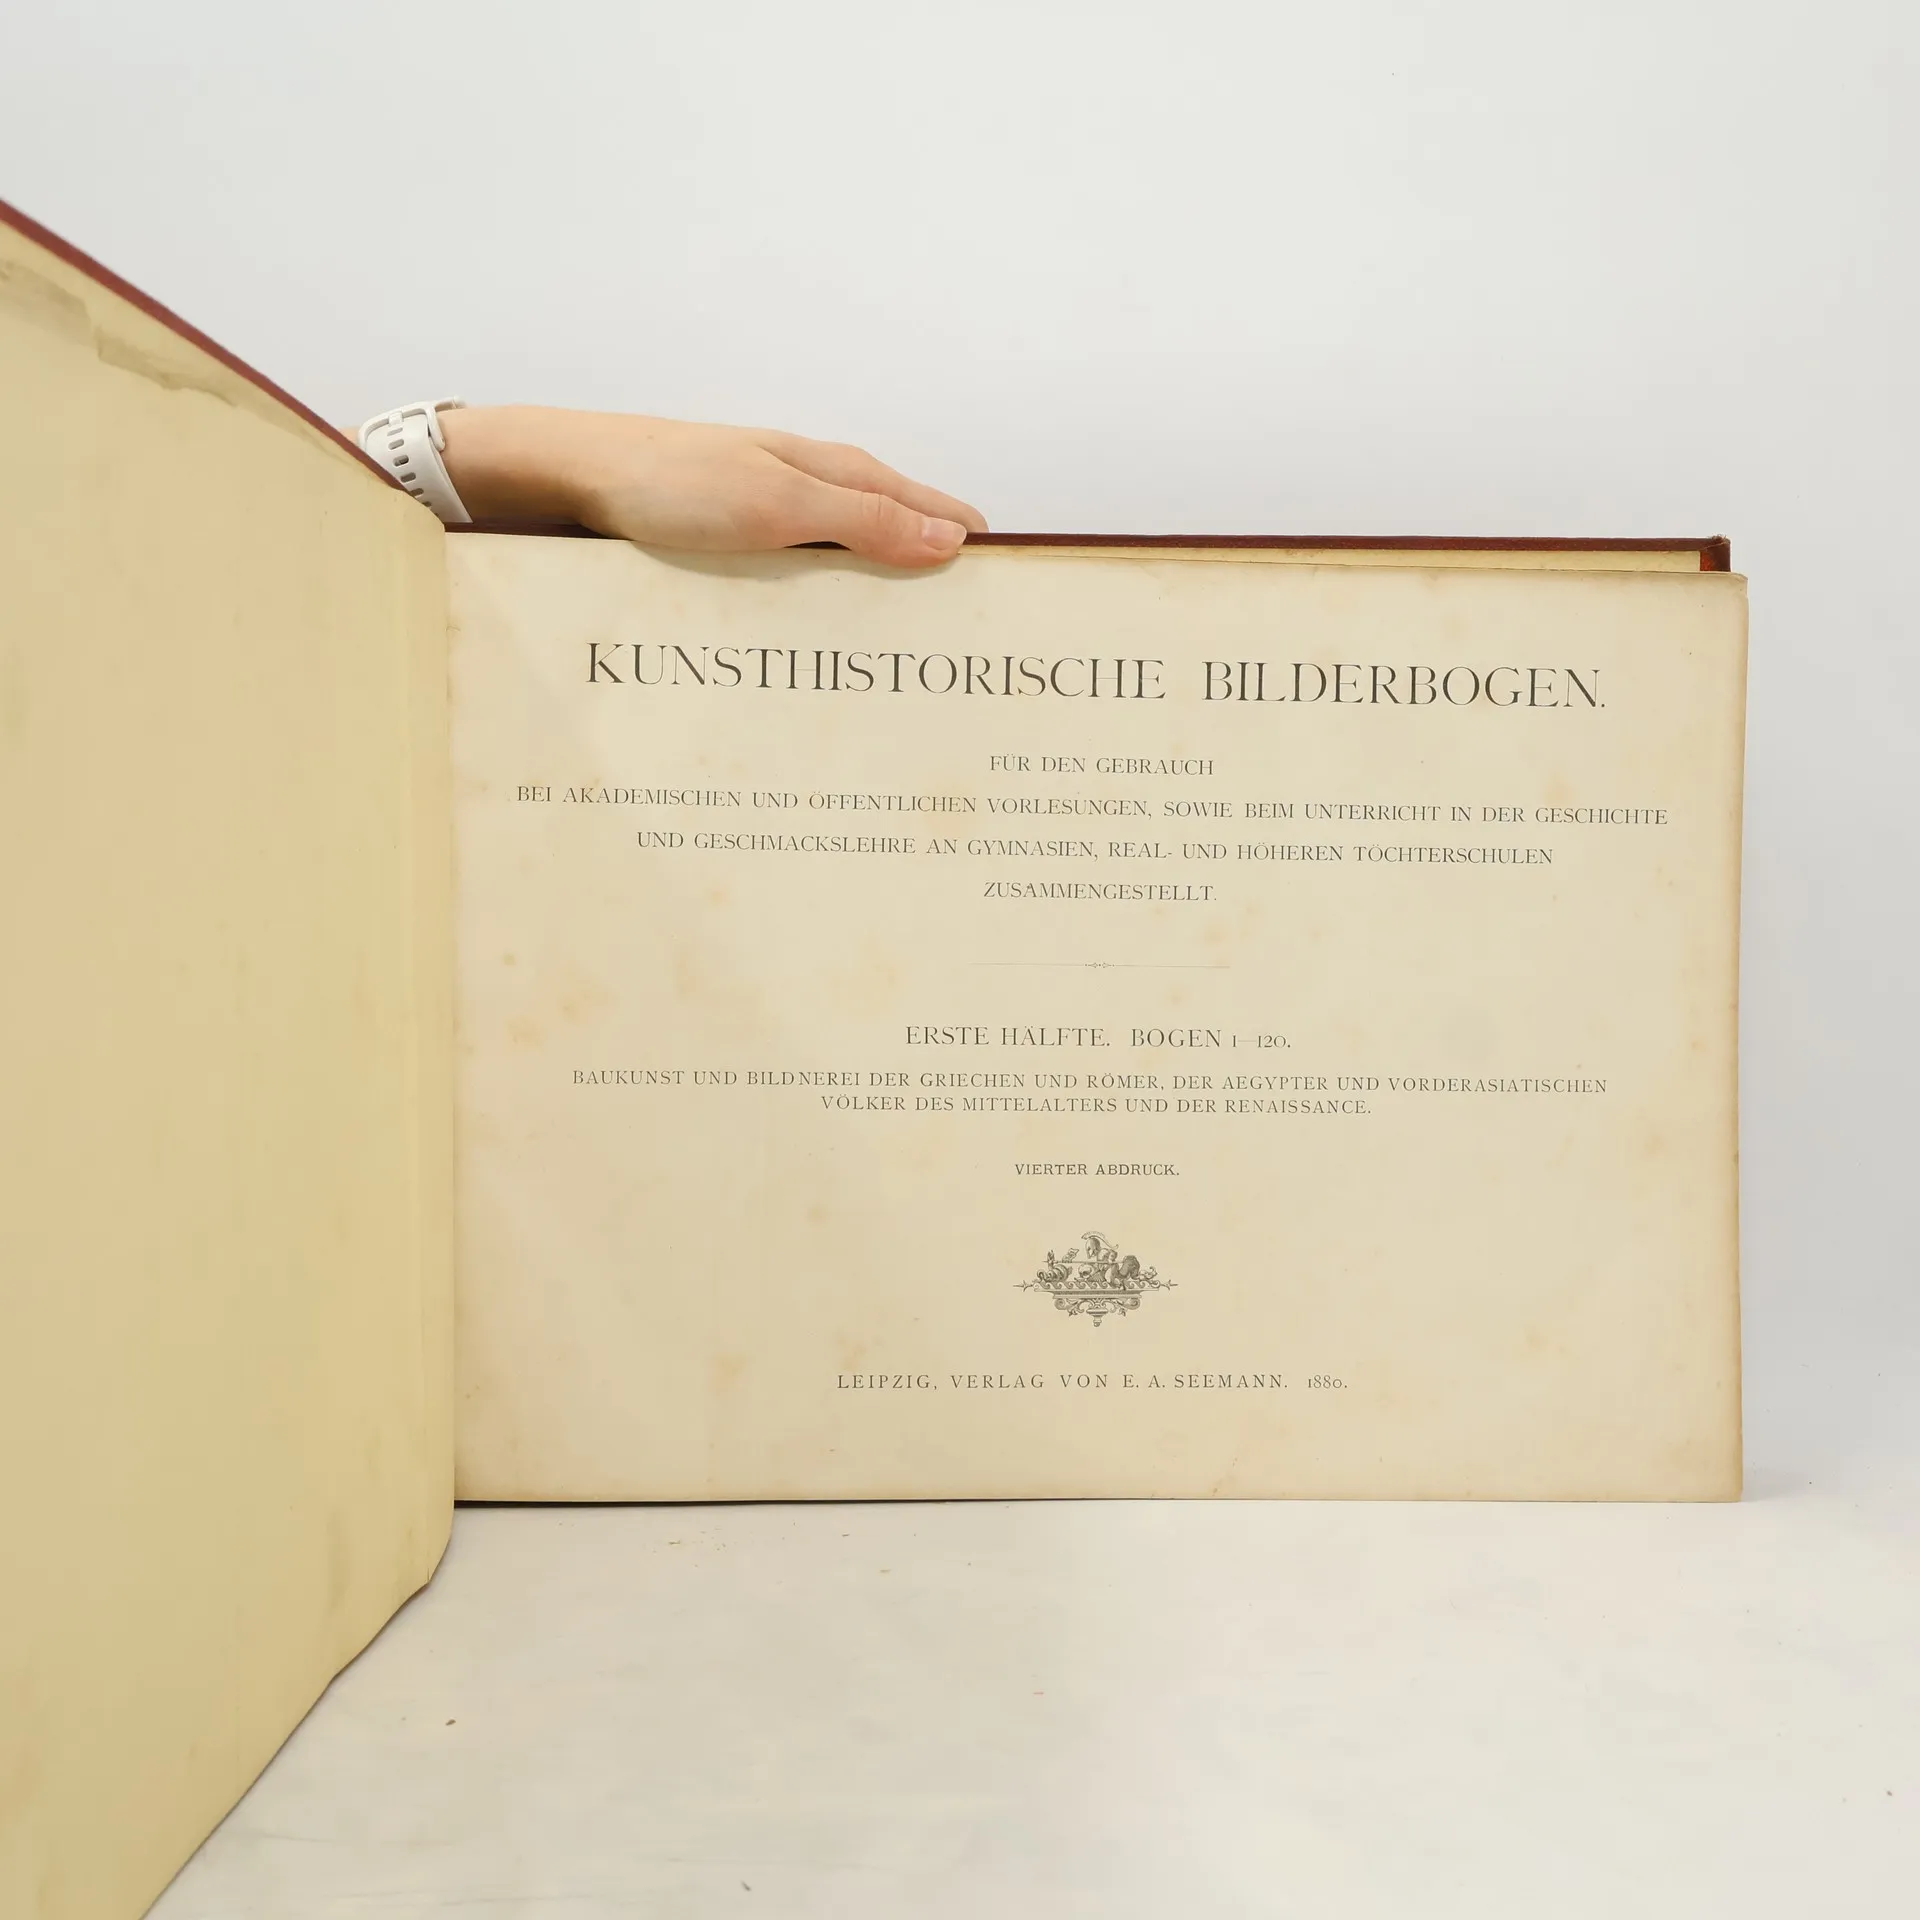 KUNSTHISTORISCHE BILDERBOGEN.
FÜR DEN GEBRAUCH
BEI AKADEMISCHEN UND ÖFFENTLICHEN VORLESUNGEN, SOWIE BEIM UNTERRICHT IN DER GESCHICHTE
UND GESCHMACKSLEHRE AN GYMNASIEN, REAL- UND HÖHEREN TÖCHTERSCHULEN
ZUSAMMENGESTELLT.
ERSTE HÄLFTE. BOGEN 1—120.
BAUKUNST UND BILDNEREI DER GRIECHEN UND RÖMER, DER AEGYPTER UND VORDERASIATISCHEN
VÖLKER DES MITTELALTERS UND DER RENAISSANCE.
VIERTER ABDRUCK.
LEIPZIG, VERLAG VON E. A. SEEMANN. 1880.